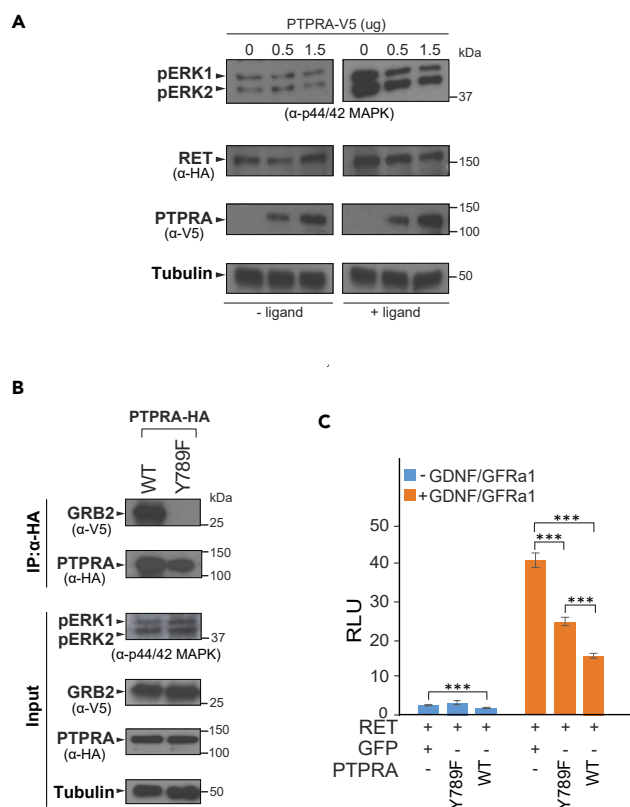 A
PTPRA-V5 (ug)
0 0.5 1.5 0 0.5 1.5 kDa
pERK1
pERK2
37
(α-p44/42 MAPK)
RET
(α-HA)
150
PTPRA
(α-V5)
150
100
Tubulin
50
- ligand + ligand
B
PTPRA-HA
WT Y789F
kDa
IP:α-HA
GRB2
(α-V5)
25
PTPRA
(α-HA)
150
100
Input
pERK1
pERK2
37
(α-p44/42 MAPK)
GRB2
(α-V5)
25
PTPRA
(α-HA)
150
100
Tubulin
50
C
- GDNF/GFRa1
+GDNF/GFRa1
RLU
50
40
30
20
10
0
*** *** *** ***
RET + + + + + +
GFP + - - + - -
PTPRA - Y789F WT - Y789F WT